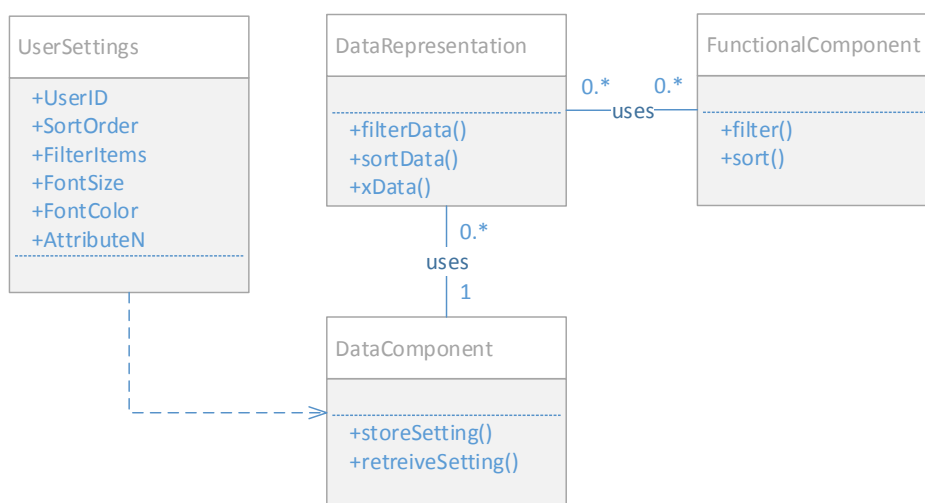 UserSettings
+UserID
+SortOrder
+FilterItems
+FontSize
+FontColor
+AttributeN
DataRepresentation
+filterData()
+sortData()
+xData()
0.*
uses
0.*
FunctionalComponent
+filter()
+sort()
0.*
uses
1
DataComponent
+storeSetting()
+retreiveSetting()